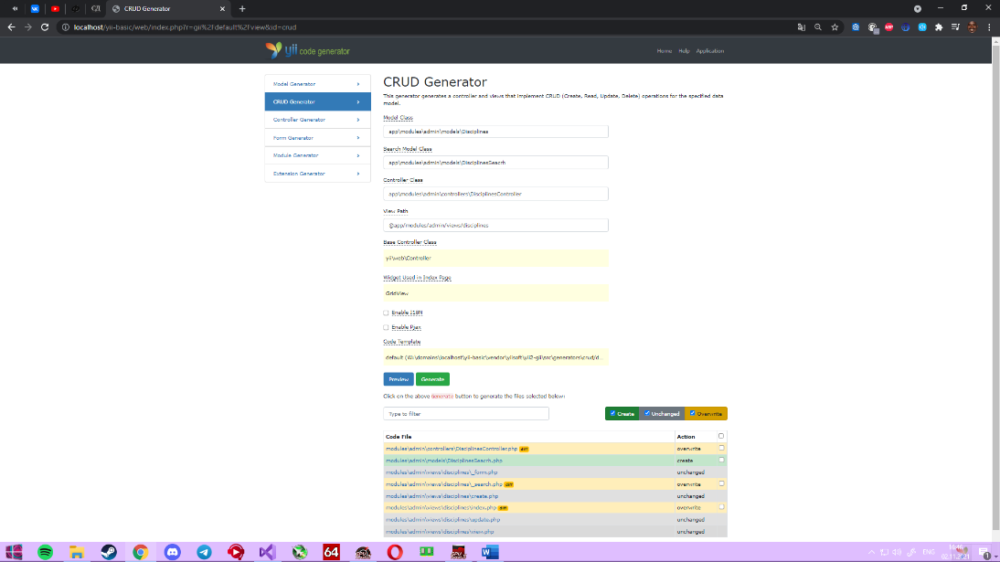 CRUD Generator
localhost/yii-basic/web/index.php?r=gii%2Fdefault%2Fview&id=crud
yii code generator
Home Help Application
Model Generator
CRUD Generator
Controller Generator
Form Generator
Module Generator
Extension Generator
CRUD Generator
This generator generates a controller and views that implement CRUD (Create, Read, Update, Delete) operations for the specified data
model.
Model Class
app\modules\admin\models\Disciplines
Search Model Class
app\modules\admin\models\DisciplinesSeacrh
Controller Class
app\modules\admin\controllers\DisciplinesController
View Path
@app/modules/admin/views/disciplines
Base Controller Class
yii\web\Controller
Widget Used in Index Page
GridView
Enable I18N
Enable Pjax
Code Template
default (W:\domains\localhost\yii-basic\vendor\yiisoft\yii2-gii\src\generators\crud/d...
Preview Generate
Click on the above Generate button to generate the files selected below:
Type to filter
Create Unchanged Overwrite
Code File Action
modules\admin\controllers\DisciplinesController.php diff overwrite
modules\admin\models\DisciplinesSeacrh.php create
modules\admin\views\disciplines\_form.php unchanged
modules\admin\views\disciplines\_search.php diff overwrite
modules\admin\views\disciplines\create.php unchanged
modules\admin\views\disciplines\index.php diff overwrite
modules\admin\views\disciplines\update.php unchanged
modules\admin\views\disciplines\view.php unchanged
64
ENG